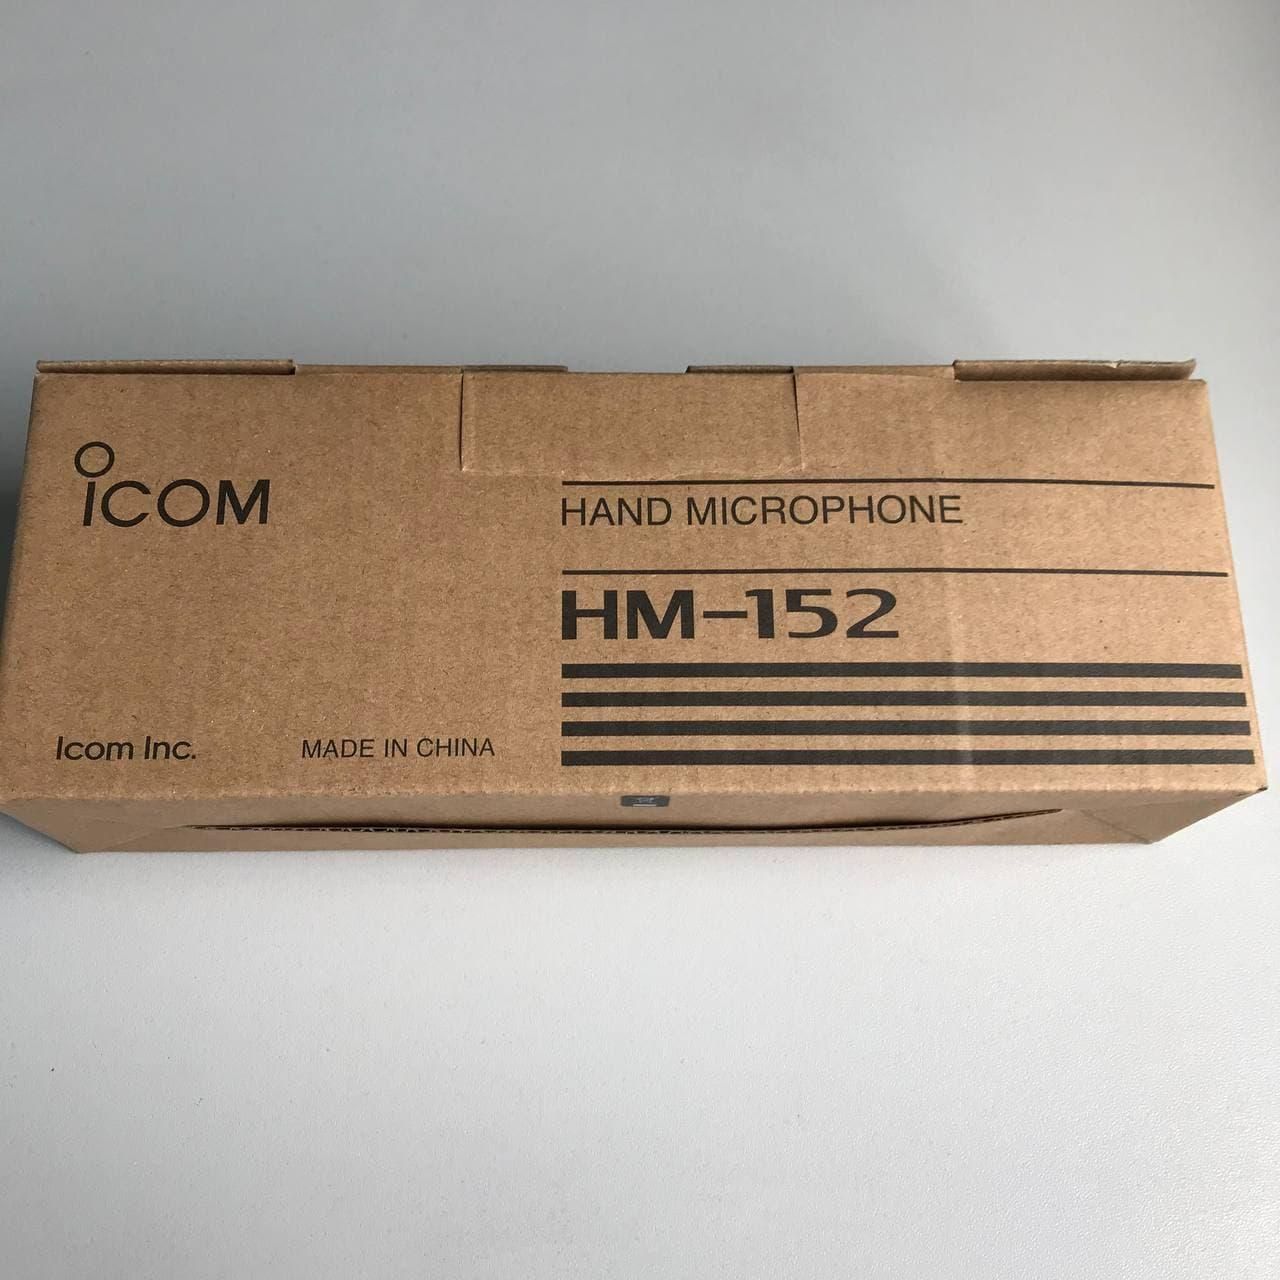 ICOM
HAND MICROPHONE
HM-152
Icom Inc.
MADE IN CHINA